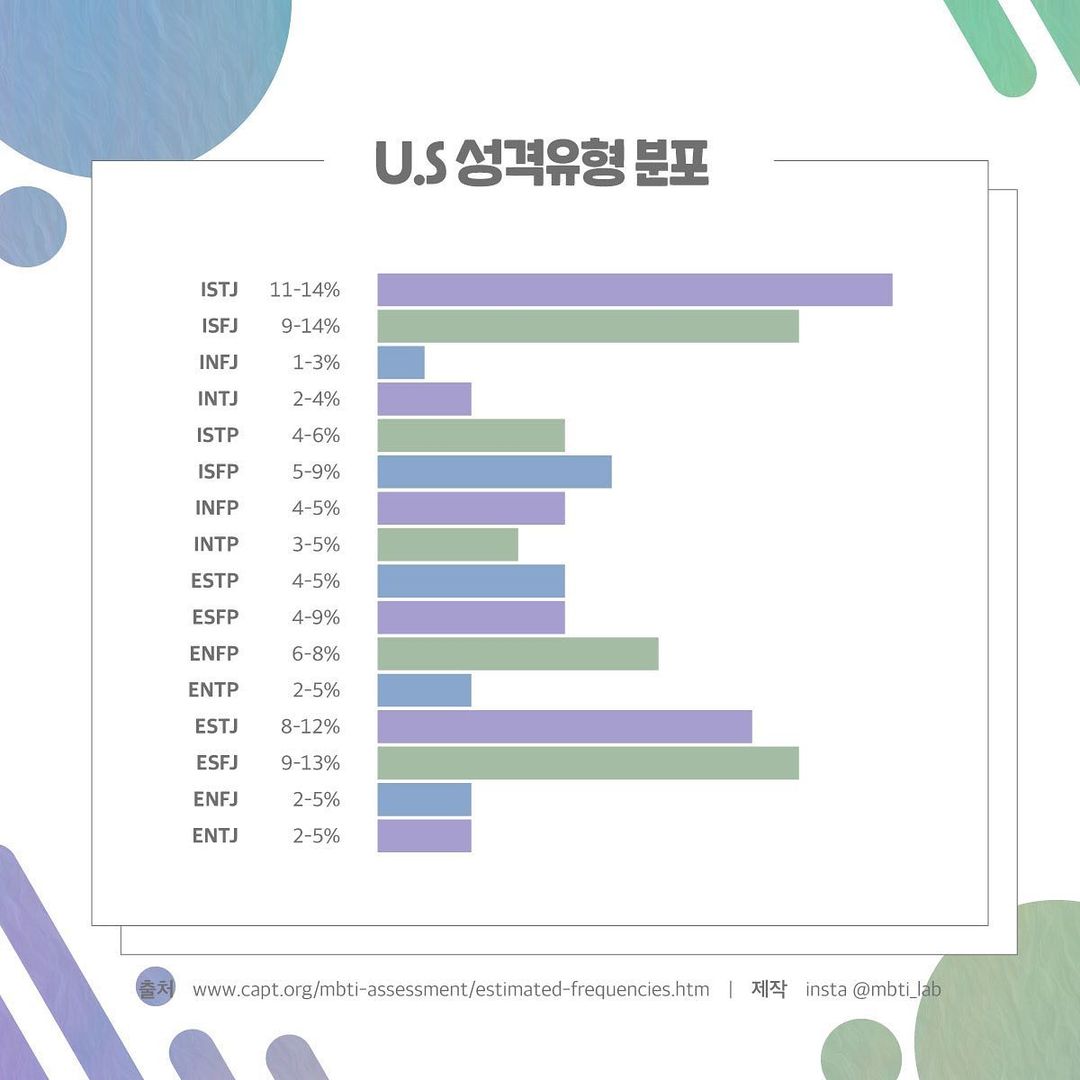 U.S 성격유형 분포
ISTJ 11-14%
ISFJ 9-14%
INFJ 1-3%
INTJ 2-4%
ISTP 4-6%
ISFP 5-9%
INFP 4-5%
INTP 3-5%
ESTP 4-5%
ESFP 4-9%
ENFP 6-8%
ENTP 2-5%
ESTJ 8-12%
ESFJ 9-13%
ENFJ 2-5%
ENTJ 2-5%
출처 www.capt.org/mbti-assessment/estimated-frequencies.htm | 제작 insta @mbti_lab